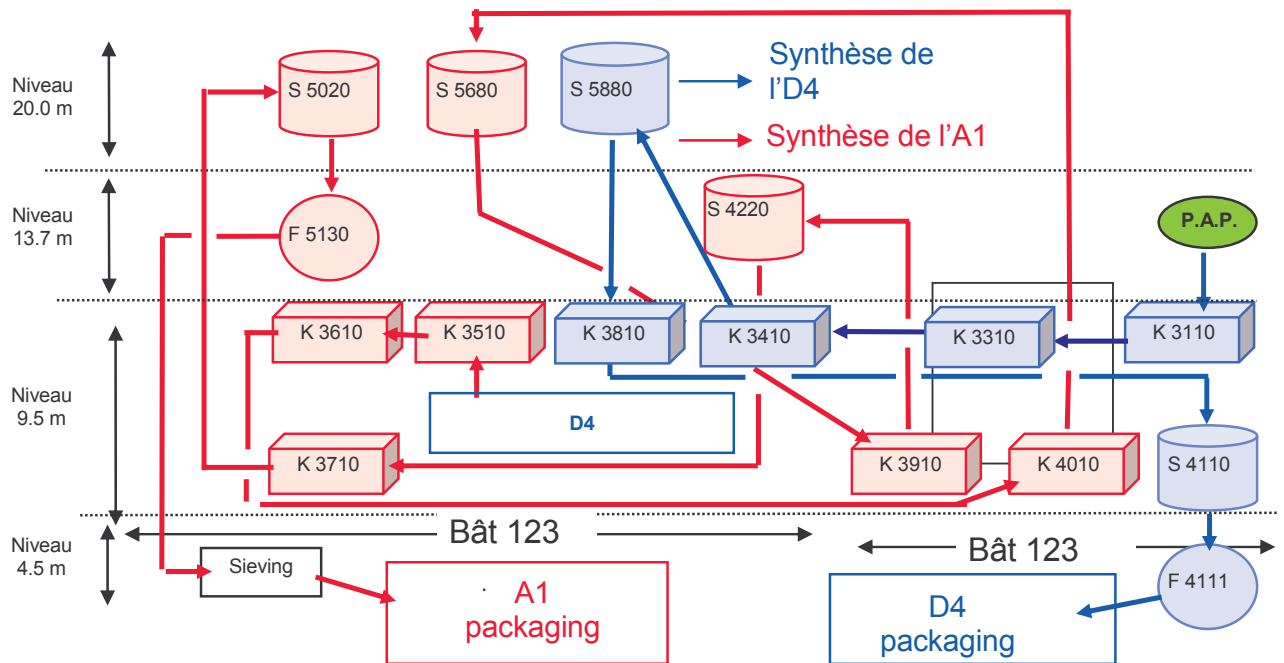 Niveau
20.0 m
S 5020
S 5680
S 5880
Synthèse de
l'D4
Synthèse de l'A1
Niveau
13.7 m
F 5130
S 4220
P.A.P.
Niveau
9.5 m
K 3610
K 3510
K 3810
K 3410
K 3310
K 3110
D4
K 3710
K 3910
K 4010
S 4110
Niveau
4.5 m
Bât 123
Bât 123
Sieving
A1
packaging
D4
packaging
F 4111